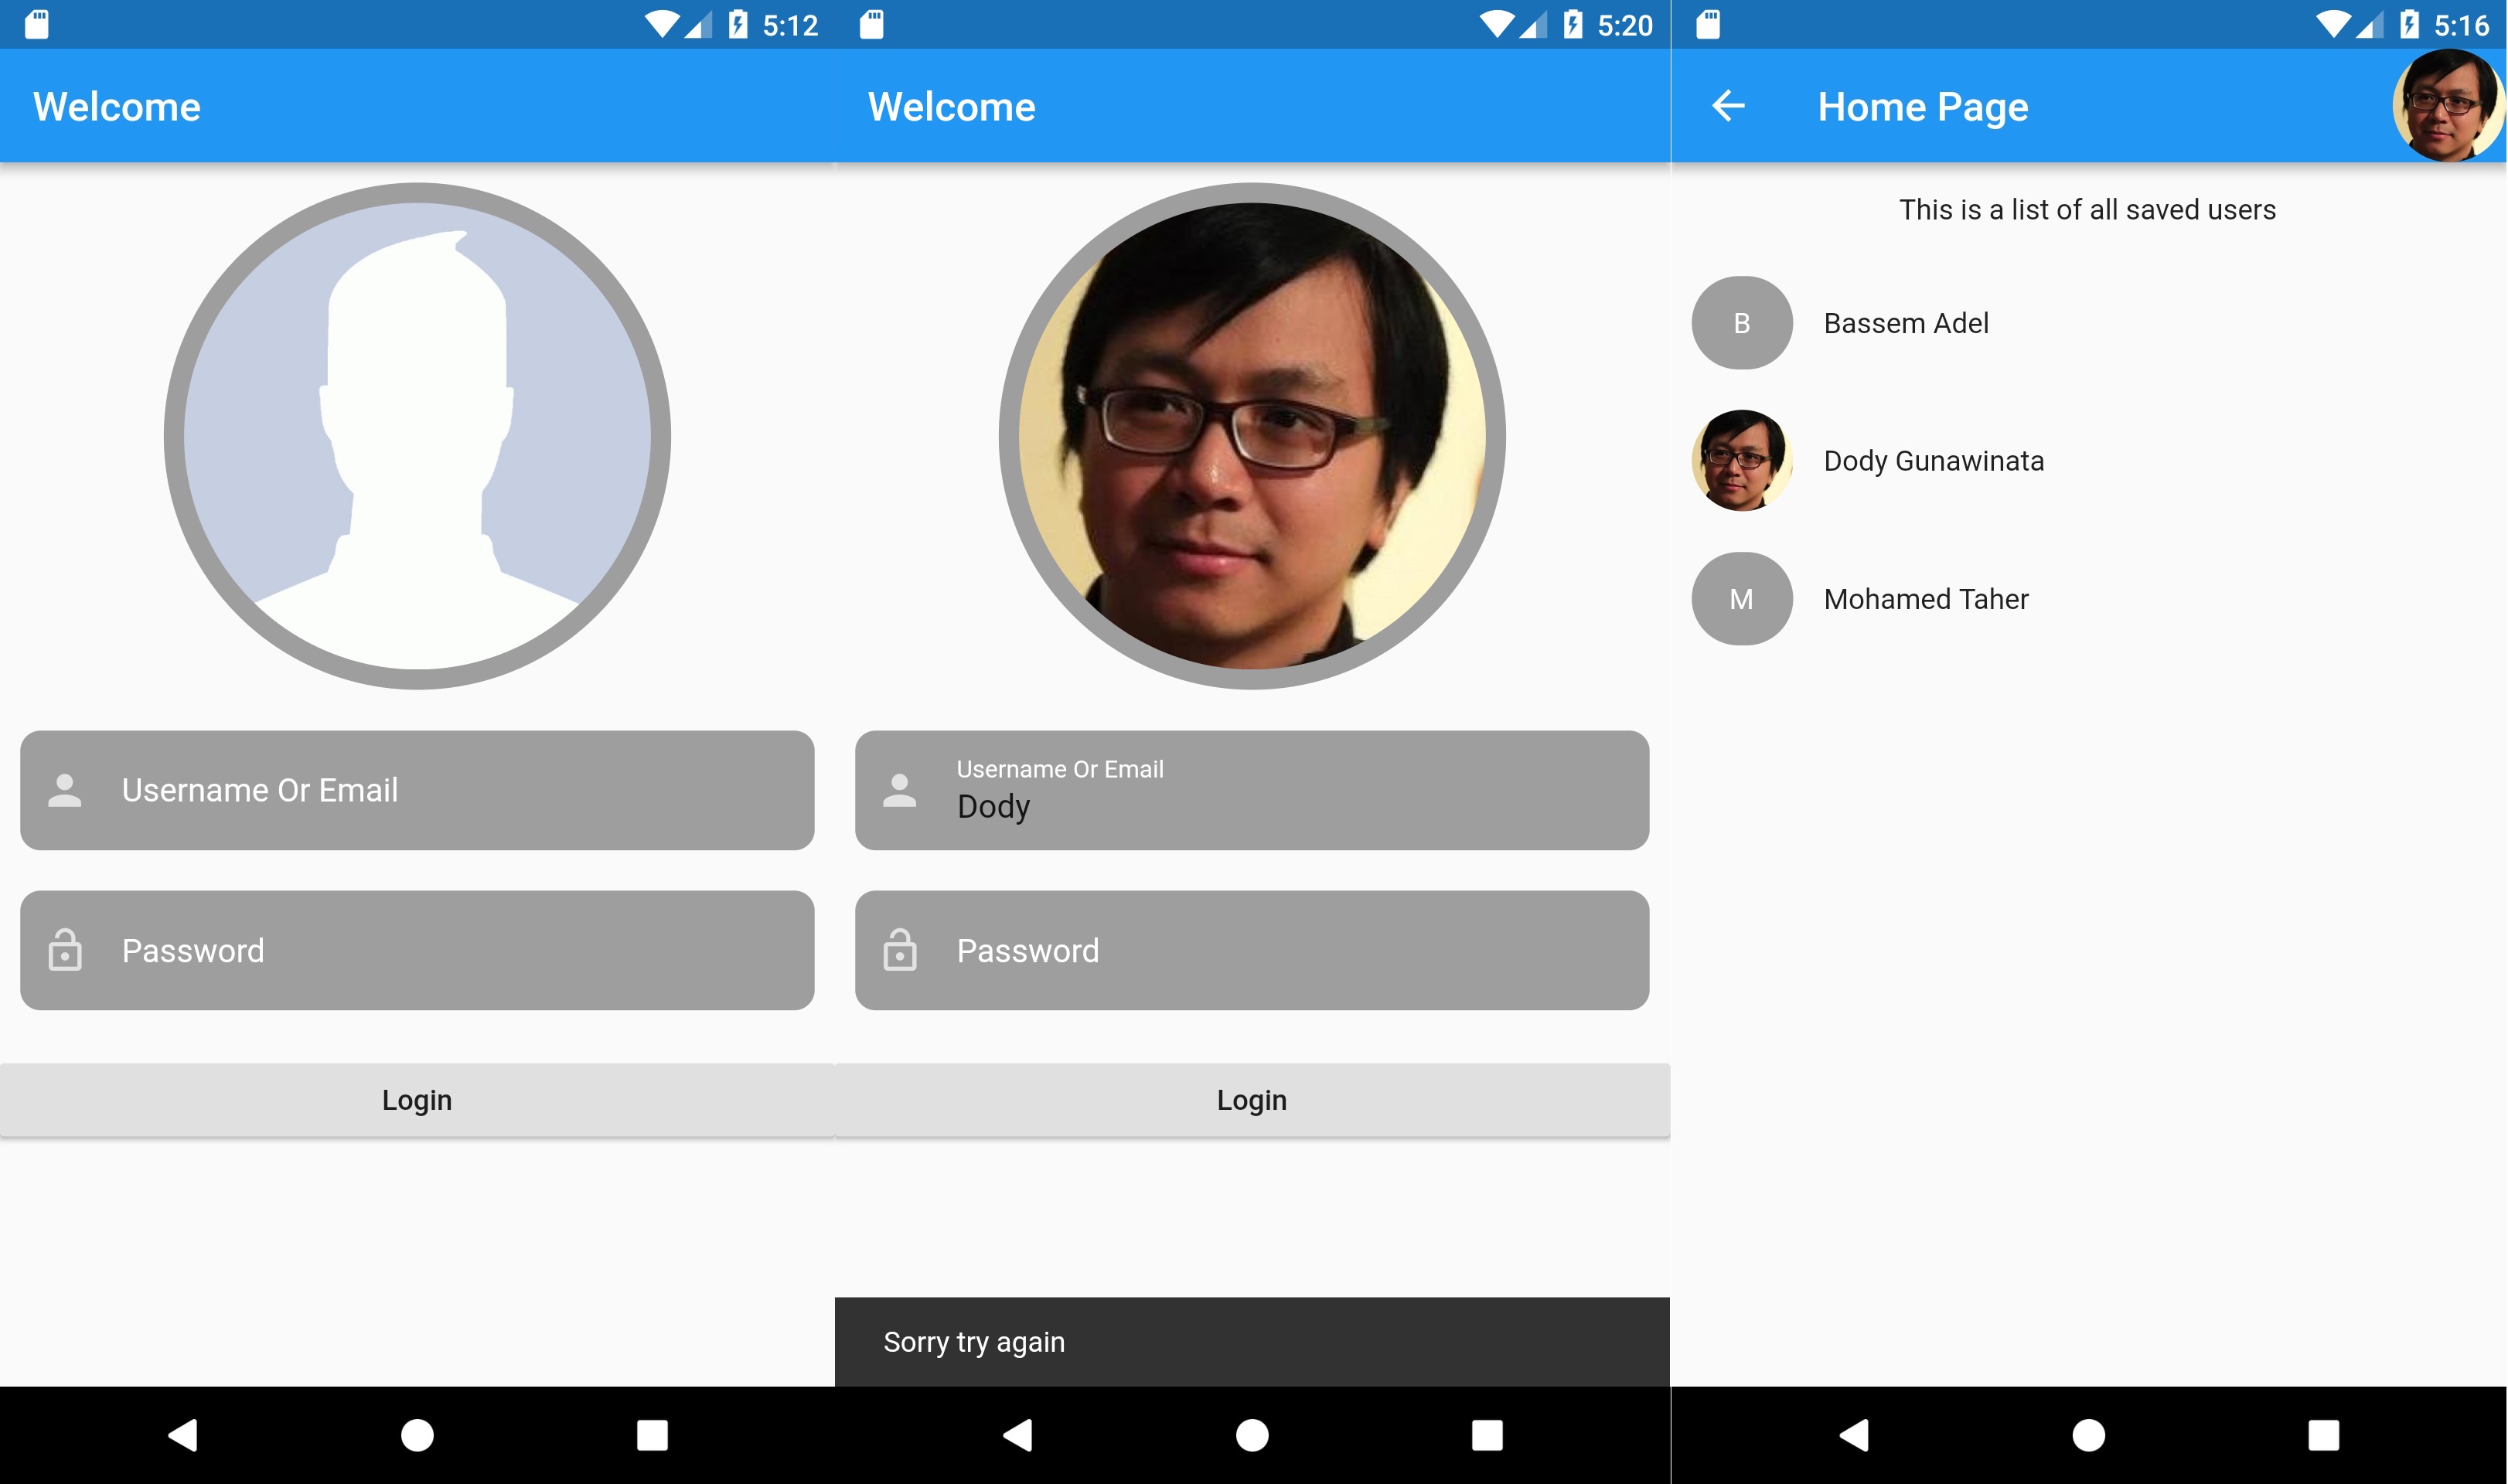 5:12
Welcome
Username Or Email
Password
Login
5:20
Welcome
Username Or Email
Dody
Password
Login
Sorry try again
5:16
Home Page
This is a list of all saved users
B
Bassem Adel
Dody Gunawinata
M
Mohamed Taher